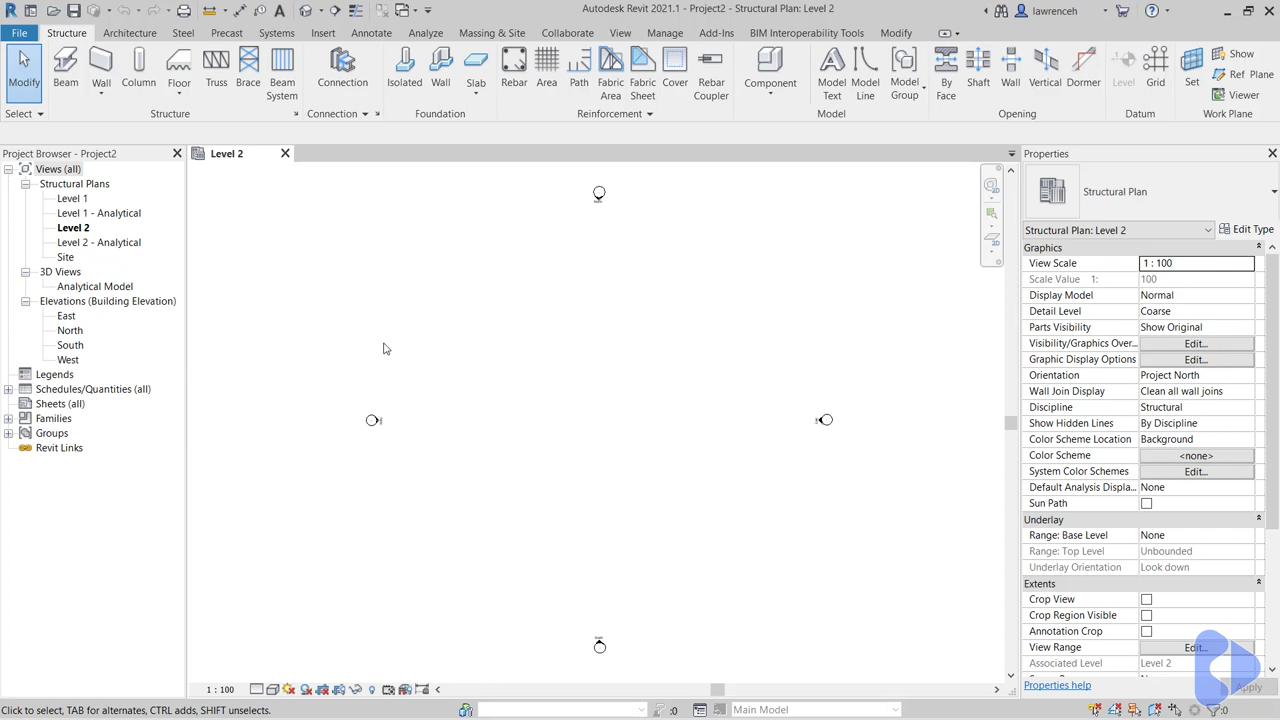 Autodesk Revit 2021.1 - Project2 - Structural Plan: Level 2
lawrenceh
File Structure Architecture Steel Precast Systems Insert Annotate Analyze Massing & Site Collaborate View Manage Add-Ins BIM Interoperability Tools Modify
Modify
Beam
Wall
Column
Floor
Truss
Brace
Beam
System
Connection
Isolated
Wall
Slab
Rebar
Area
Path
Fabric
Area
Fabric
Sheet
Cover
Rebar
Coupler
Component
Model
Text
Model
Line
Model
Group
By
Face
Shaft
Wall
Vertical
Dormer
Level
Grid
Set
Show
Ref Plane
Viewer
Select
Structure
Connection
Foundation
Reinforcement
Model
Opening
Datum
Work Plane
Project Browser - Project2
Views (all)
Structural Plans
Level 1
Level 1 - Analytical
Level 2
Level 2 - Analytical
Site
3D Views
Analytical Model
Elevations (Building Elevation)
East
North
South
West
Legends
Schedules/Quantities (all)
Sheets (all)
Families
Groups
Revit Links
Level 2
Properties
Structural Plan
Structural Plan: Level 2
Edit Type
Graphics
View Scale 1 : 100
Scale Value 1: 100
Display Model Normal
Detail Level Coarse
Parts Visibility Show Original
Visibility/Graphics Over... Edit...
Graphic Display Options Edit...
Orientation Project North
Wall Join Display Clean all wall joins
Discipline Structural
Show Hidden Lines By Discipline
Color Scheme Location Background
Color Scheme <none>
System Color Schemes Edit...
Default Analysis Displa... None
Sun Path
Underlay
Range: Base Level None
Range: Top Level Unbounded
Underlay Orientation Look down
Extents
Crop View
Crop Region Visible
Annotation Crop
View Range Edit...
Associated Level Level 2
Properties help
Apply
1 : 100
Click to select, TAB for alternates, CTRL adds, SHIFT unselects.
:0
Main Model
:0